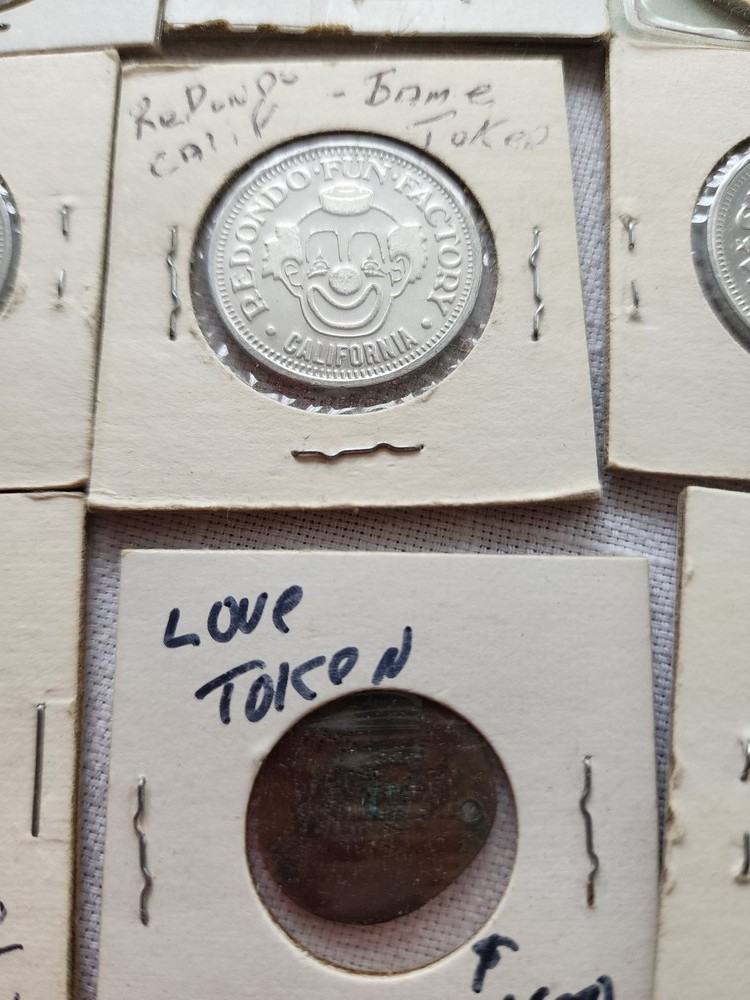 Redondo - Game
Calif Token
REDONDO·FUN·FACTORY
• CALIFORNIA •
LOVE
TOKEN